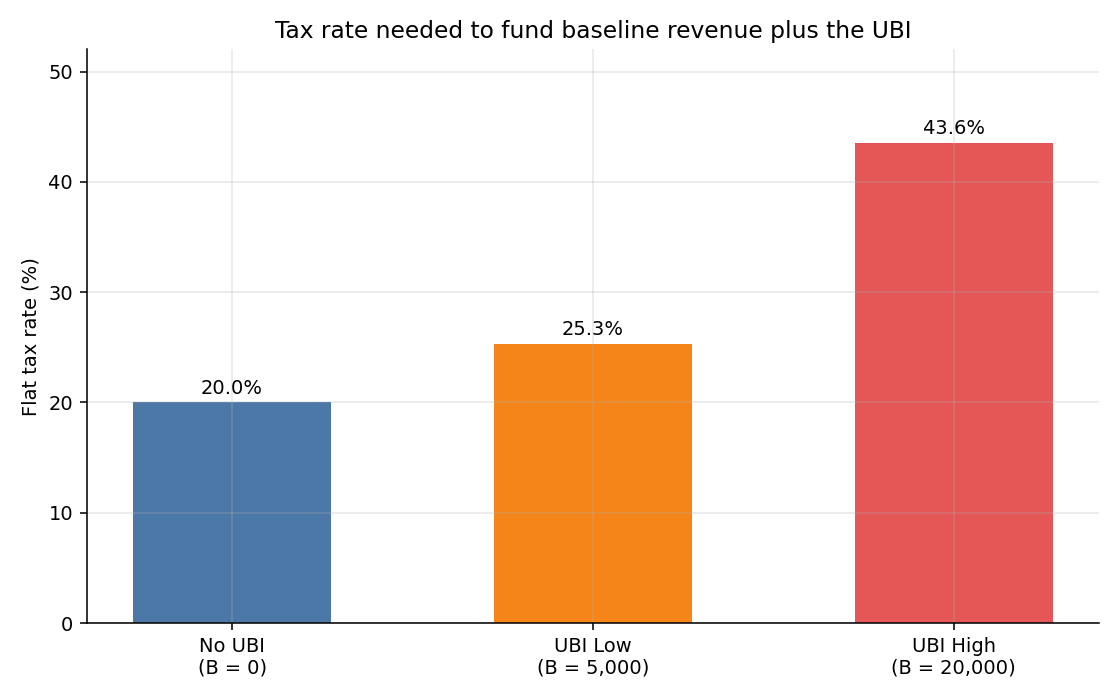 Tax rate needed to fund baseline revenue plus the UBI
Flat tax rate (%)
50
40
30
20
10
0
20.0%
25.3%
43.6%
No UBI
(B = 0)
UBI Low
(B = 5,000)
UBI High
(B = 20,000)